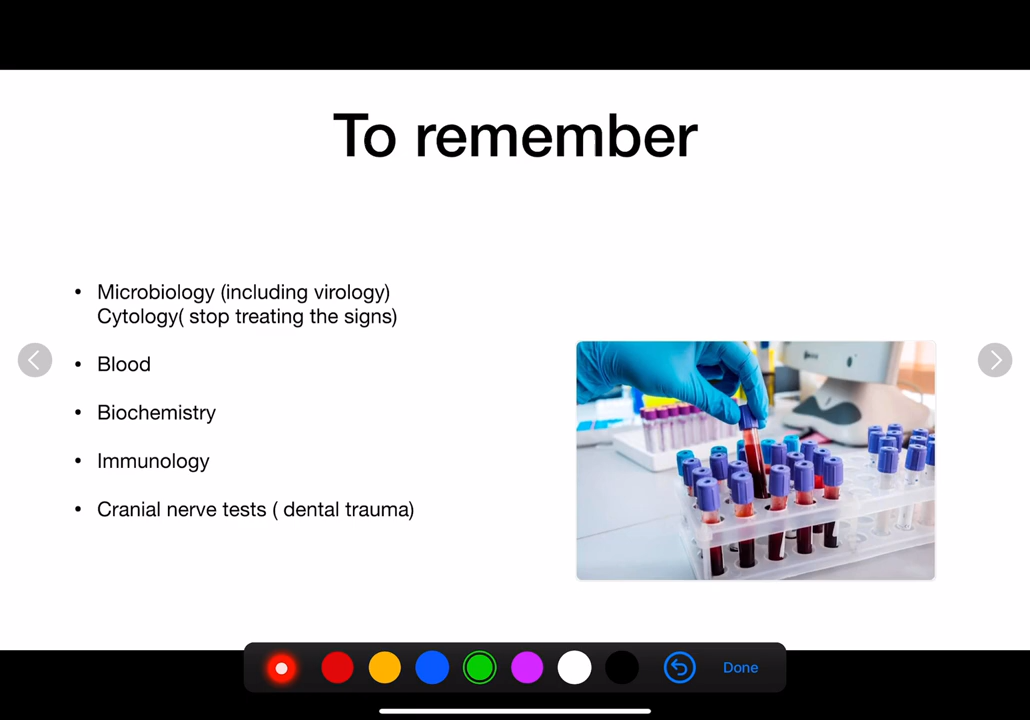 To remember
• Microbiology (including virology)
Cytology( stop treating the signs)
• Blood
• Biochemistry
• Immunology
• Cranial nerve tests ( dental trauma)
Done